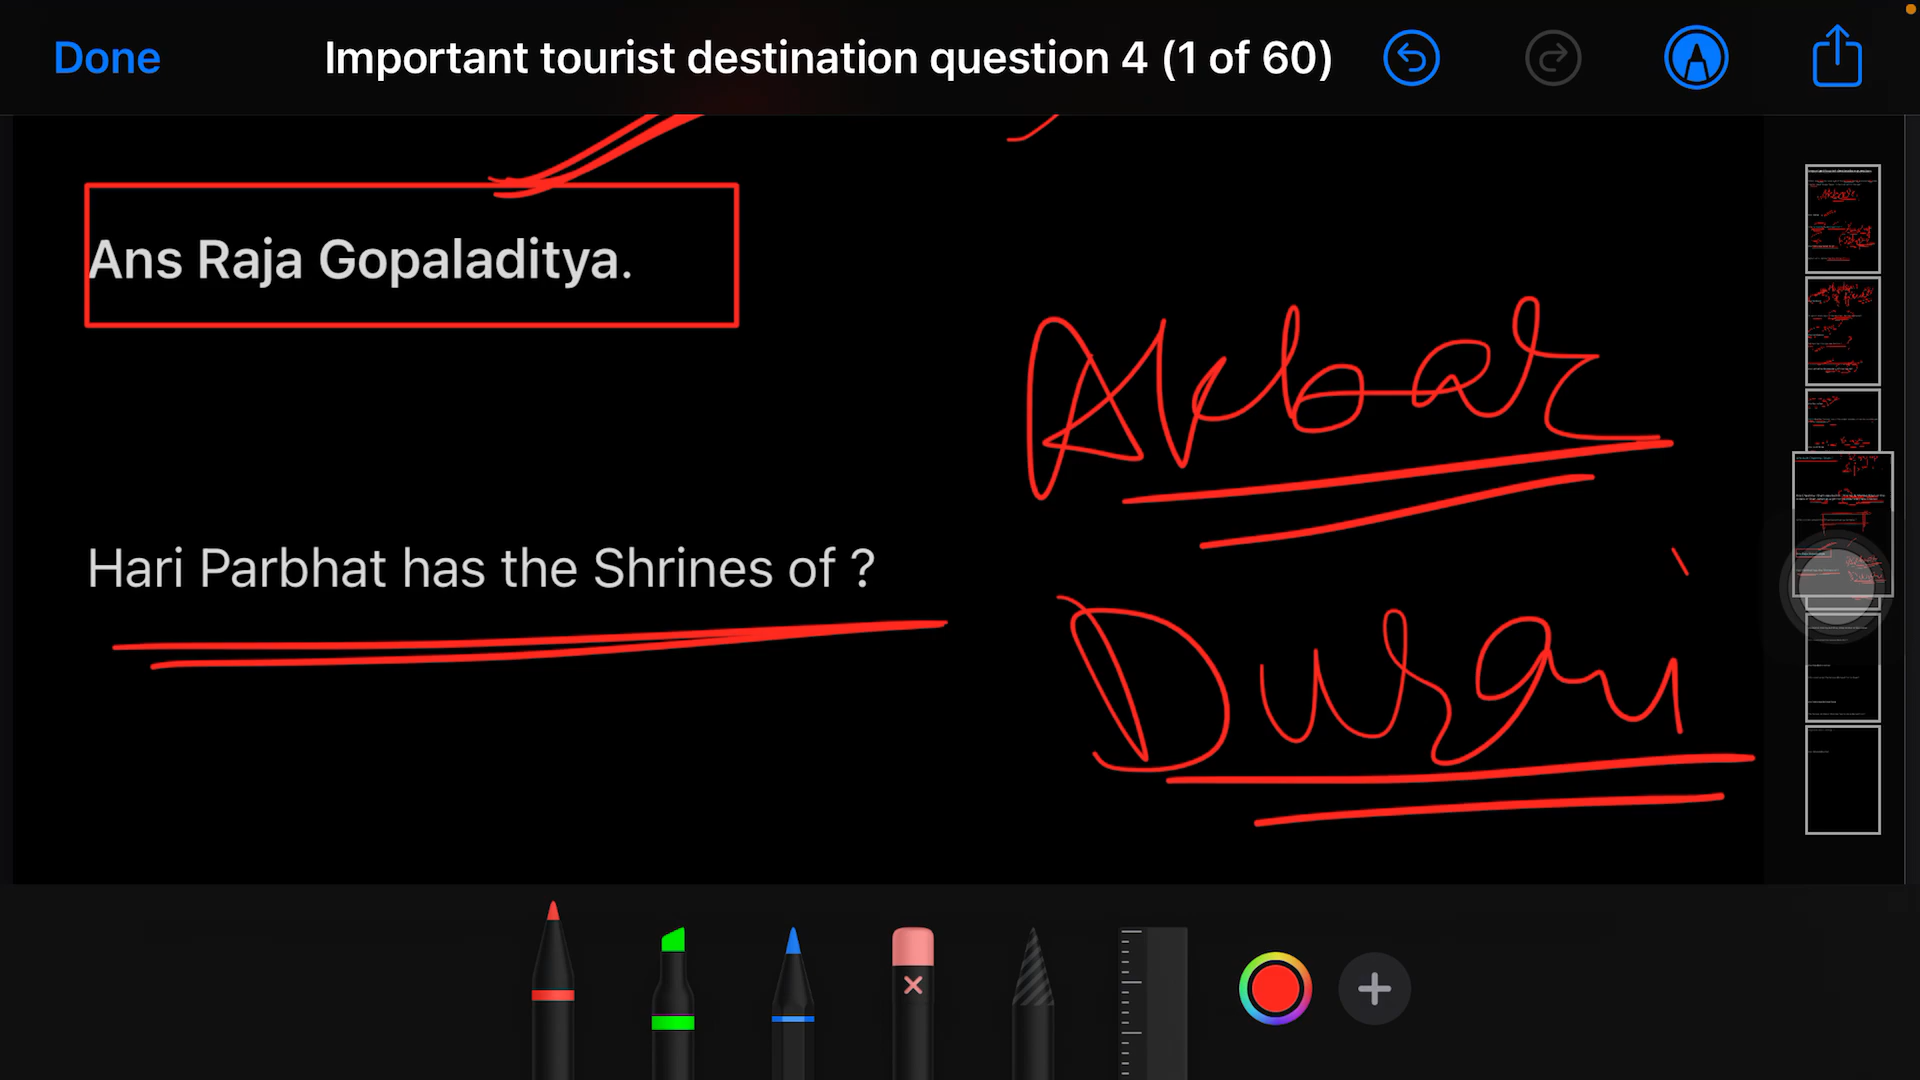 Done
Important tourist destination question 4 (1 of 60)
Ans Raja Gopaladitya.
Akbar
Hari Parbhat has the Shrines of ?
Durani